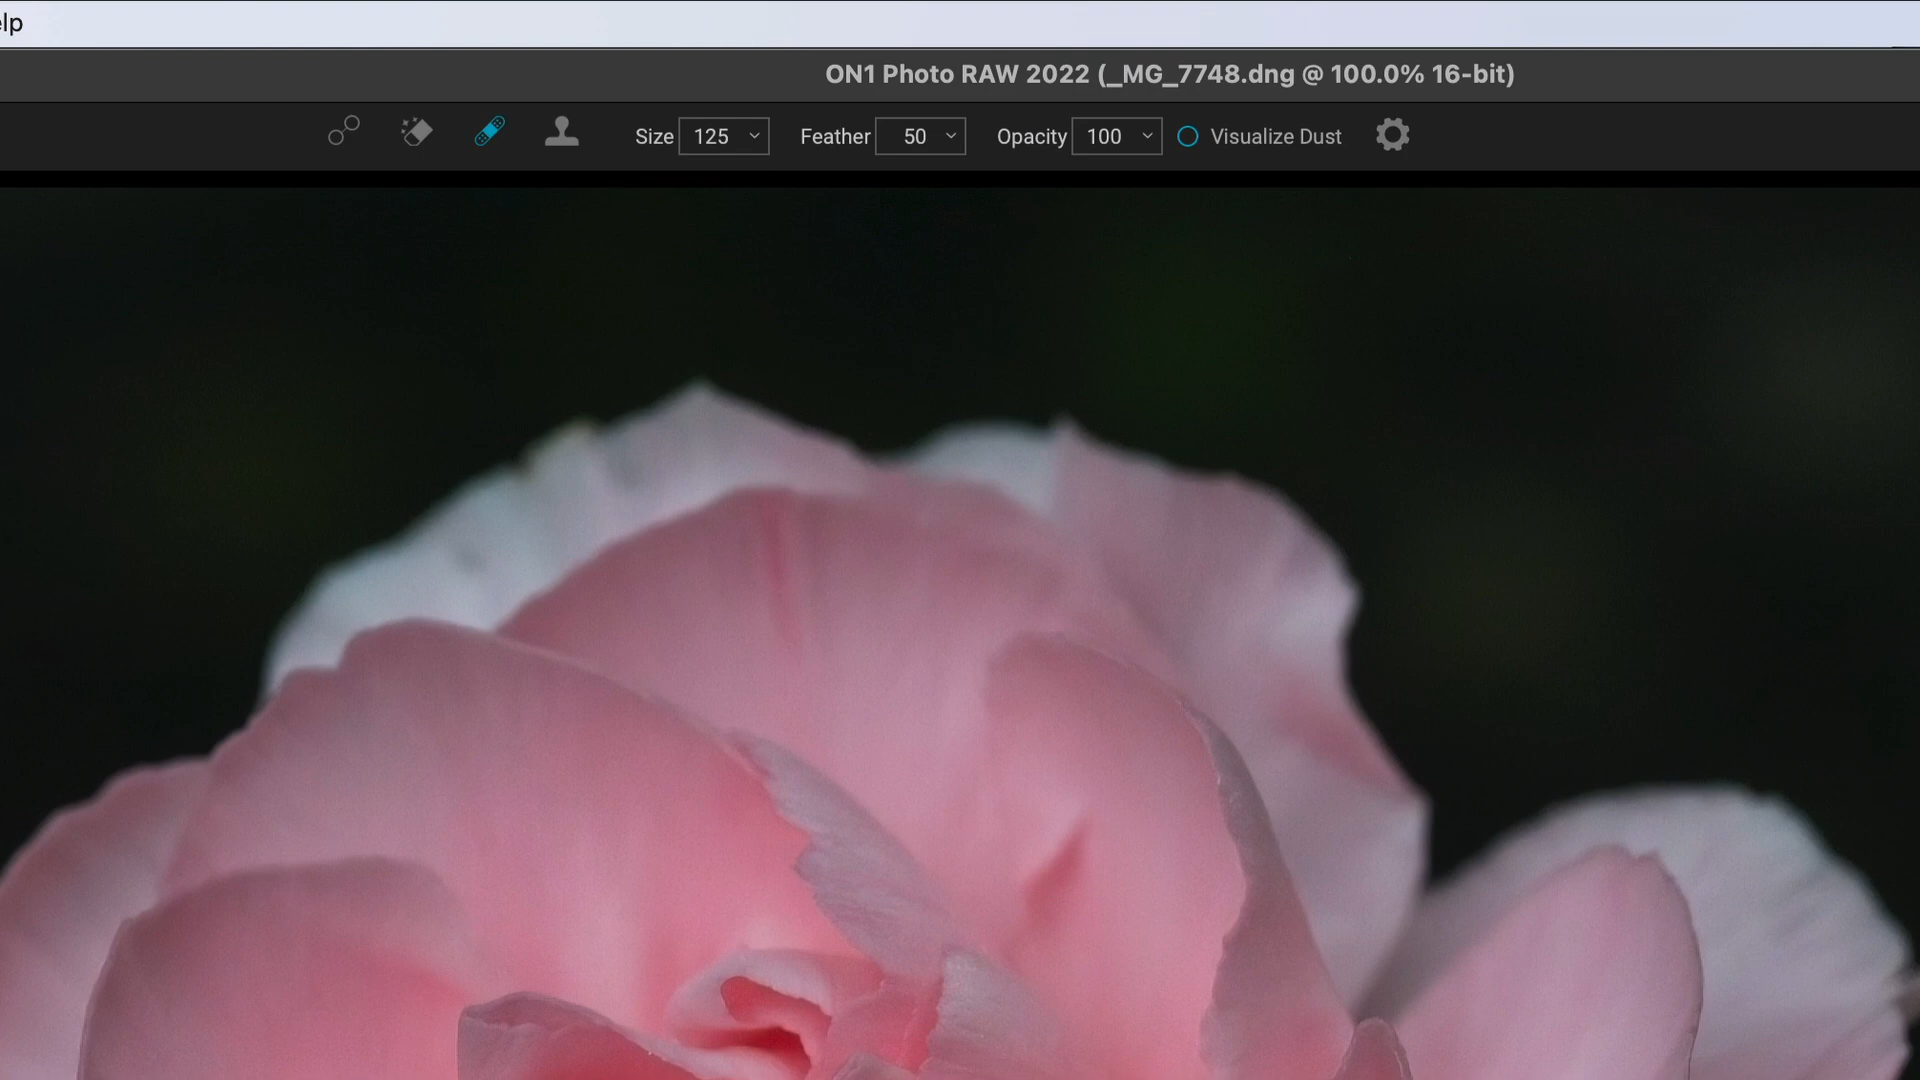 elp
ON1 Photo RAW 2022 (_MG_7748.dng @ 100.0% 16-bit)
Size 125 Feather 50 Opacity 100 Visualize Dust